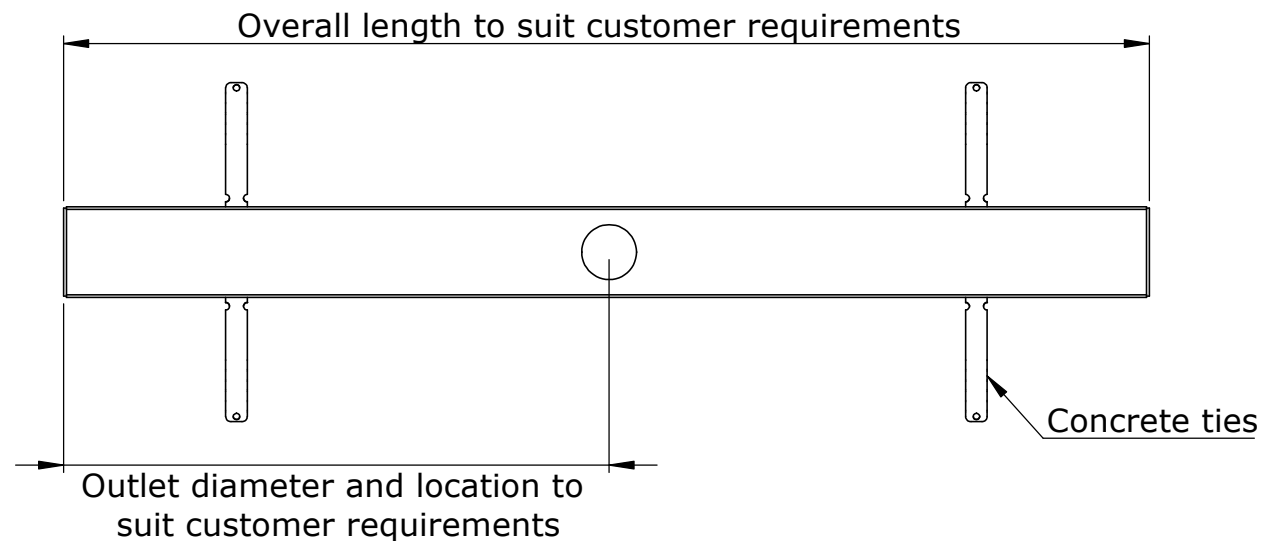 Overall length to suit customer requirements
Concrete ties
Outlet diameter and location to
suit customer requirements